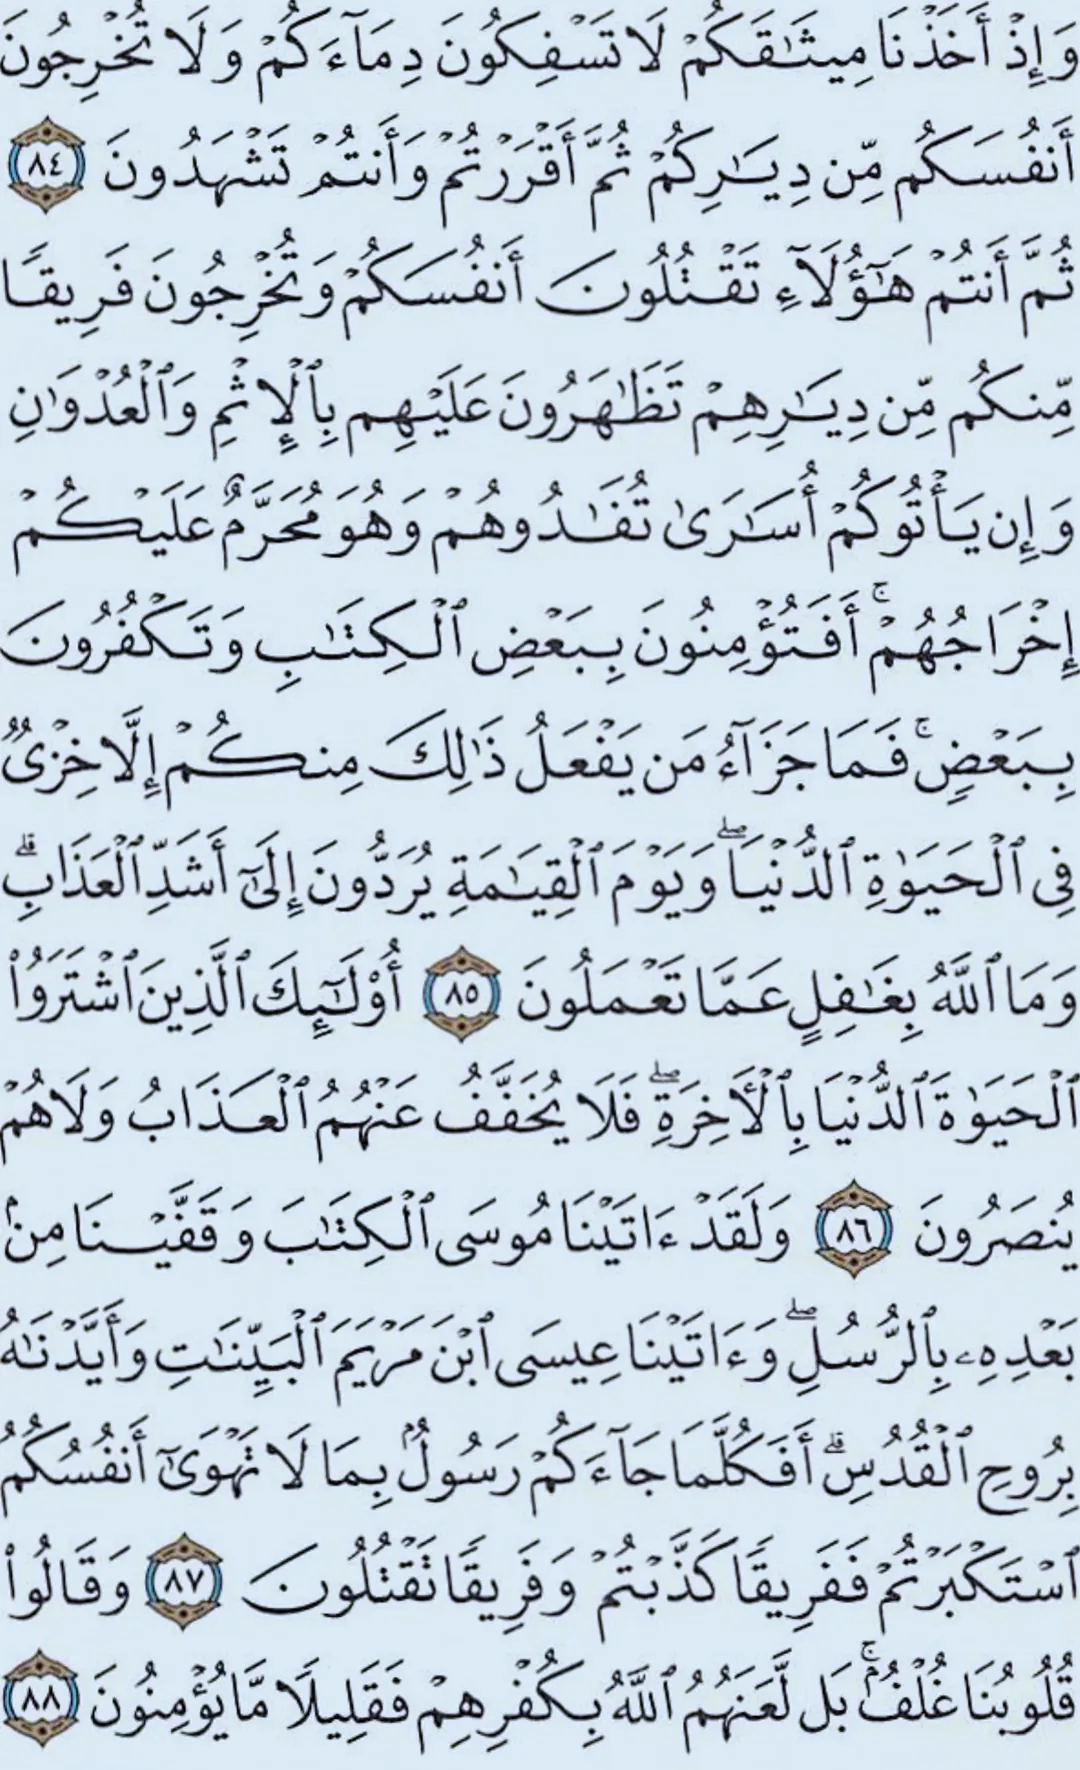 وَإِذْ أَخَذْنَا مِيثَٰقَكُمْ لَا تَسْفِكُونَ دِمَآءَكُمْ وَلَا تُخْرِجُونَ
أَنفُسَكُم مِّن دِيَٰرِكُمْ ثُمَّ أَقْرَرْتُمْ وَأَنتُمْ تَشْهَدُونَ ٨٤
ثُمَّ أَنتُمْ هَٰٓؤُلَآءِ تَقْتُلُونَ أَنفُسَكُمْ وَتُخْرِجُونَ فَرِيقًا
مِّنكُم مِّن دِيَٰرِهِمْ تَظَٰهَرُونَ عَلَيْهِم بِٱلْإِثْمِ وَٱلْعُدْوَٰنِ
وَإِن يَأْتُوكُمْ أُسَٰرَىٰ تُفَٰدُوهُمْ وَهُوَ مُحَرَّمٌ عَلَيْكُمْ
إِخْرَاجُهُمْ ۚ أَفَتُؤْمِنُونَ بِبَعْضِ ٱلْكِتَٰبِ وَتَكْفُرُونَ
بِبَعْضٍ ۚ فَمَا جَزَآءُ مَن يَفْعَلُ ذَٰلِكَ مِنكُمْ إِلَّا خِزْىٌ
فِى ٱلْحَيَوٰةِ ٱلدُّنْيَا ۖ وَيَوْمَ ٱلْقِيَٰمَةِ يُرَدُّونَ إِلَىٰٓ أَشَدِّ ٱلْعَذَابِ ۗ
وَمَا ٱللَّهُ بِغَٰفِلٍ عَمَّا تَعْمَلُونَ ٨٥ أُو۟لَٰٓئِكَ ٱلَّذِينَ ٱشْتَرَوُا۟
ٱلْحَيَوٰةَ ٱلدُّنْيَا بِٱلْأَخِرَةِ ۖ فَلَا يُخَفَّفُ عَنْهُمُ ٱلْعَذَابُ وَلَا هُمْ
يُنصَرُونَ ٨٦ وَلَقَدْ ءَاتَيْنَا مُوسَى ٱلْكِتَٰبَ وَقَفَّيْنَا مِنۢ
بَعْدِهِۦ بِٱلرُّسُلِ ۖ وَءَاتَيْنَا عِيسَى ٱبْنَ مَرْيَمَ ٱلْبَيِّنَٰتِ وَأَيَّدْنَٰهُ
بِرُوحِ ٱلْقُدُسِ ۗ أَفَكُلَّمَا جَآءَكُمْ رَسُولٌۢ بِمَا لَا تَهْوَىٰٓ أَنفُسُكُمُ
ٱسْتَكْبَرْتُمْ فَفَرِيقًا كَذَّبْتُمْ وَفَرِيقًا تَقْتُلُونَ ٨٧ وَقَالُوا۟
قُلُوبُنَا غُلْفٌۢ ۚ بَل لَّعَنَهُمُ ٱللَّهُ بِكُفْرِهِمْ فَقَلِيلًا مَّا يُؤْمِنُونَ ٨٨